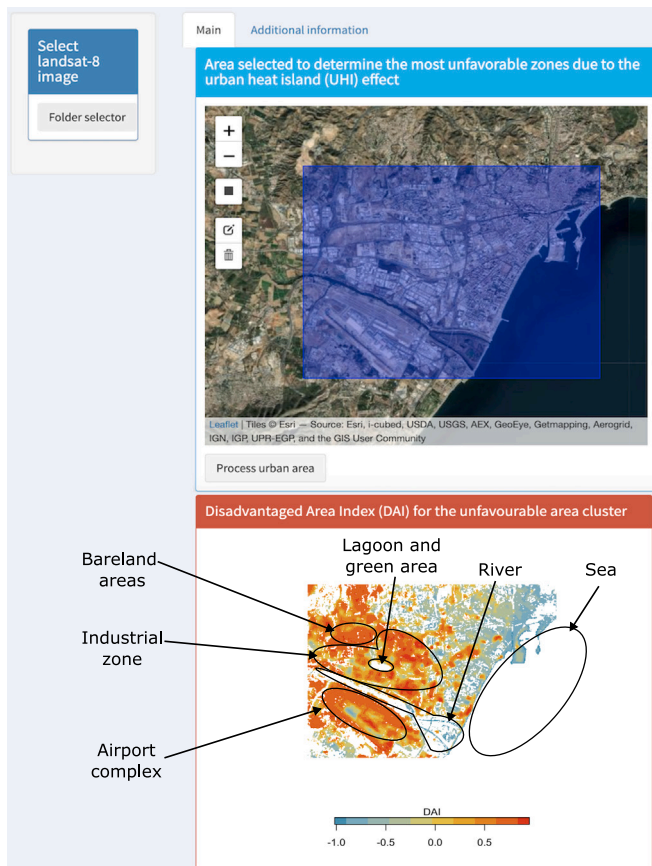 Select
landsat-8
image
Folder selector
Main
Additional information
Area selected to determine the most unfavorable zones due to the
urban heat island (UHI) effect
+
−
Leaflet | Tiles © Esri — Source: Esri, i-cubed, USDA, USGS, AEX, GeoEye, Getmapping, Aerogrid,
IGN, IGP, UPR-EGP, and the GIS User Community
Process urban area
Disadvantaged Area Index (DAI) for the unfavourable area cluster
Bareland
areas
Lagoon and
green area
River
Sea
Industrial
zone
Airport
complex
DAI
-1.0 -0.5 0.0 0.5